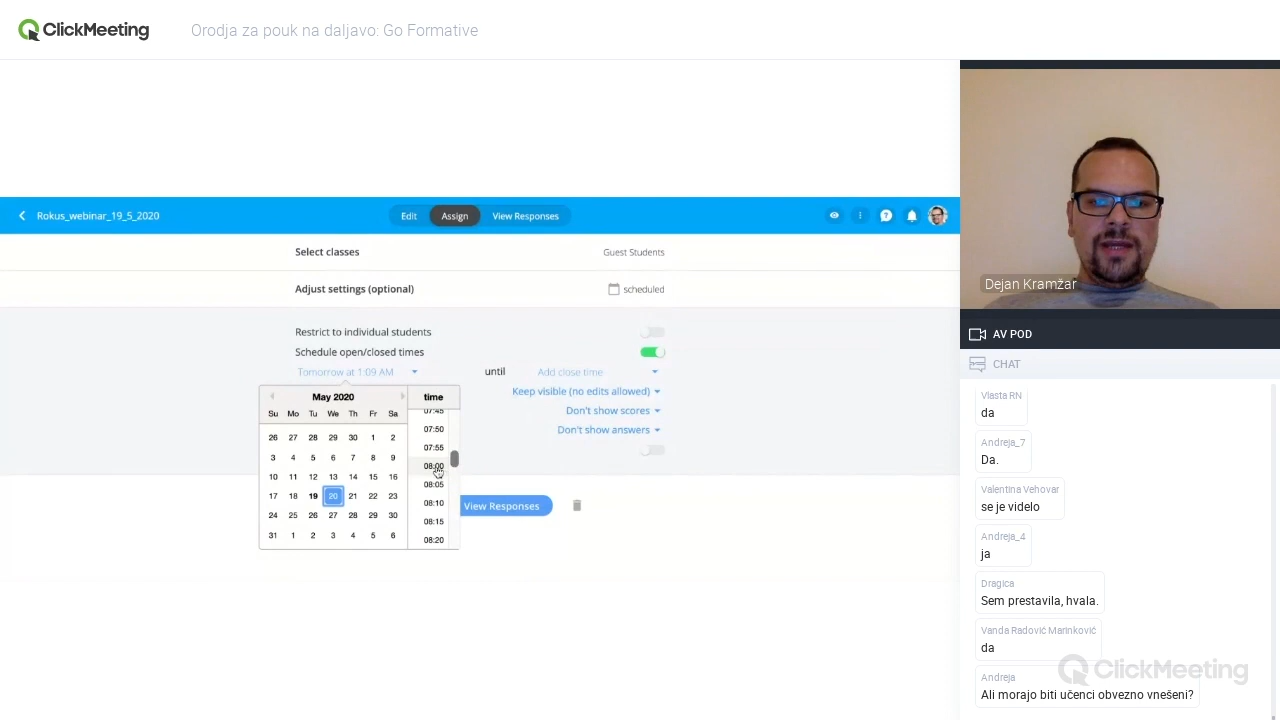 ClickMeeting
Orodja za pouk na daljavo: Go Formative
Rokus_webinar_19_5_2020
Edit
Assign
View Responses
Select classes
Guest Students
Adjust settings (optional)
scheduled
Restrict to individual students
Schedule open/closed times
Tomorrow at 1:09 AM
until
Add close time
Keep visible (no edits allowed)
Don't show scores
Don't show answers
May 2020
Su Mo Tu We Th Fr Sa
26 27 28 29 30 1 2
3 4 5 6 7 8 9
10 11 12 13 14 15 16
17 18 19 20 21 22 23
24 25 26 27 28 29 30
31 1 2 3 4 5 6
time
07:45
07:50
07:55
08:00
08:05
08:10
08:15
08:20
View Responses
Dejan Kramžar
AV POD
CHAT
Vlasta RN
da
Andreja_7
Da.
Valentina Vehovar
se je videlo
Andreja_4
ja
Dragica
Sem prestavila, hvala.
Vanda Radovič Marinkovič
da
ClickMeeting
Andreja
Ali morajo biti učenci obvezno vnešeni?